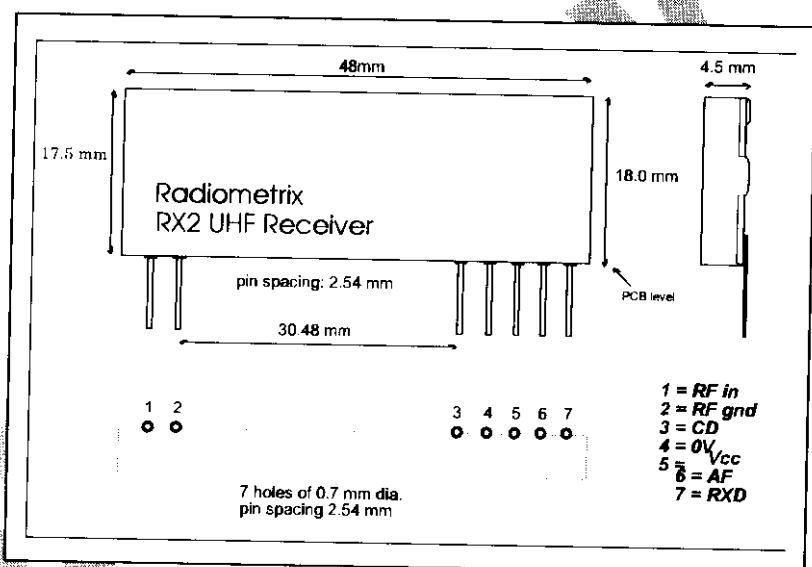 48mm
4.5 mm
17.5 mm
18.0 mm
Radiometrix
RX2 UHF Receiver
pin spacing: 2.54 mm
PCB level
30.48 mm
1 2 3 4 5 6 7
1 = RF in
2 = RF gnd
3 = CD
4 = 0V
5 = Vcc
6 = AF
7 = RXD
7 holes of 0.7 mm dia.
pin spacing 2.54 mm